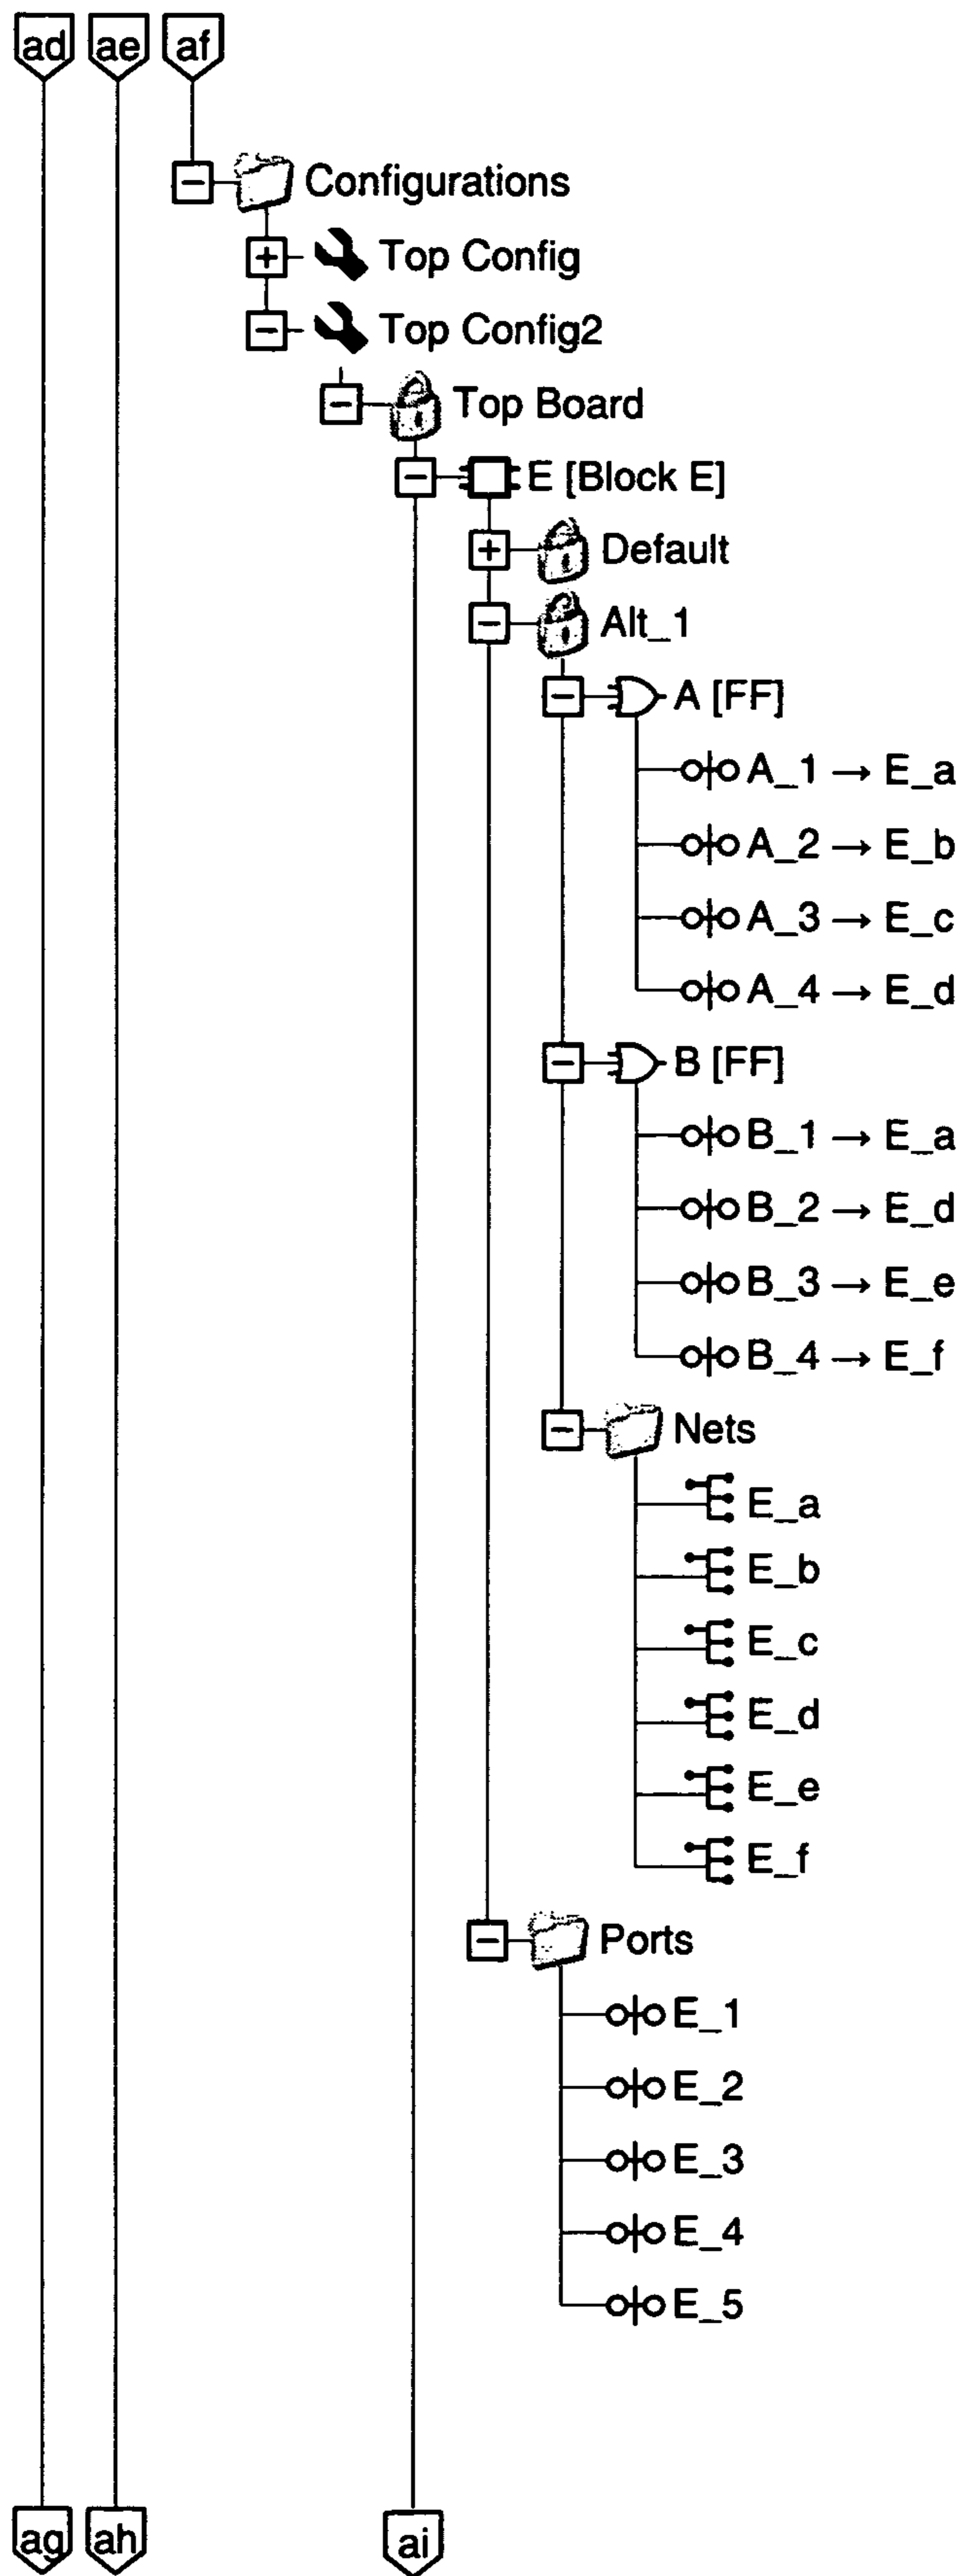 ad ae af
Configurations
Top Config
Top Config2
Top Board
E [Block E]
Default
Alt_1
A [FF]
A_1 → E_a
A_2 → E_b
A_3 → E_c
A_4 → E_d
B [FF]
B_1 → E_a
B_2 → E_d
B_3 → E_e
B_4 → E_f
Nets
E_a
E_b
E_c
E_d
E_e
E_f
Ports
E_1
E_2
E_3
E_4
E_5
ag ah ai